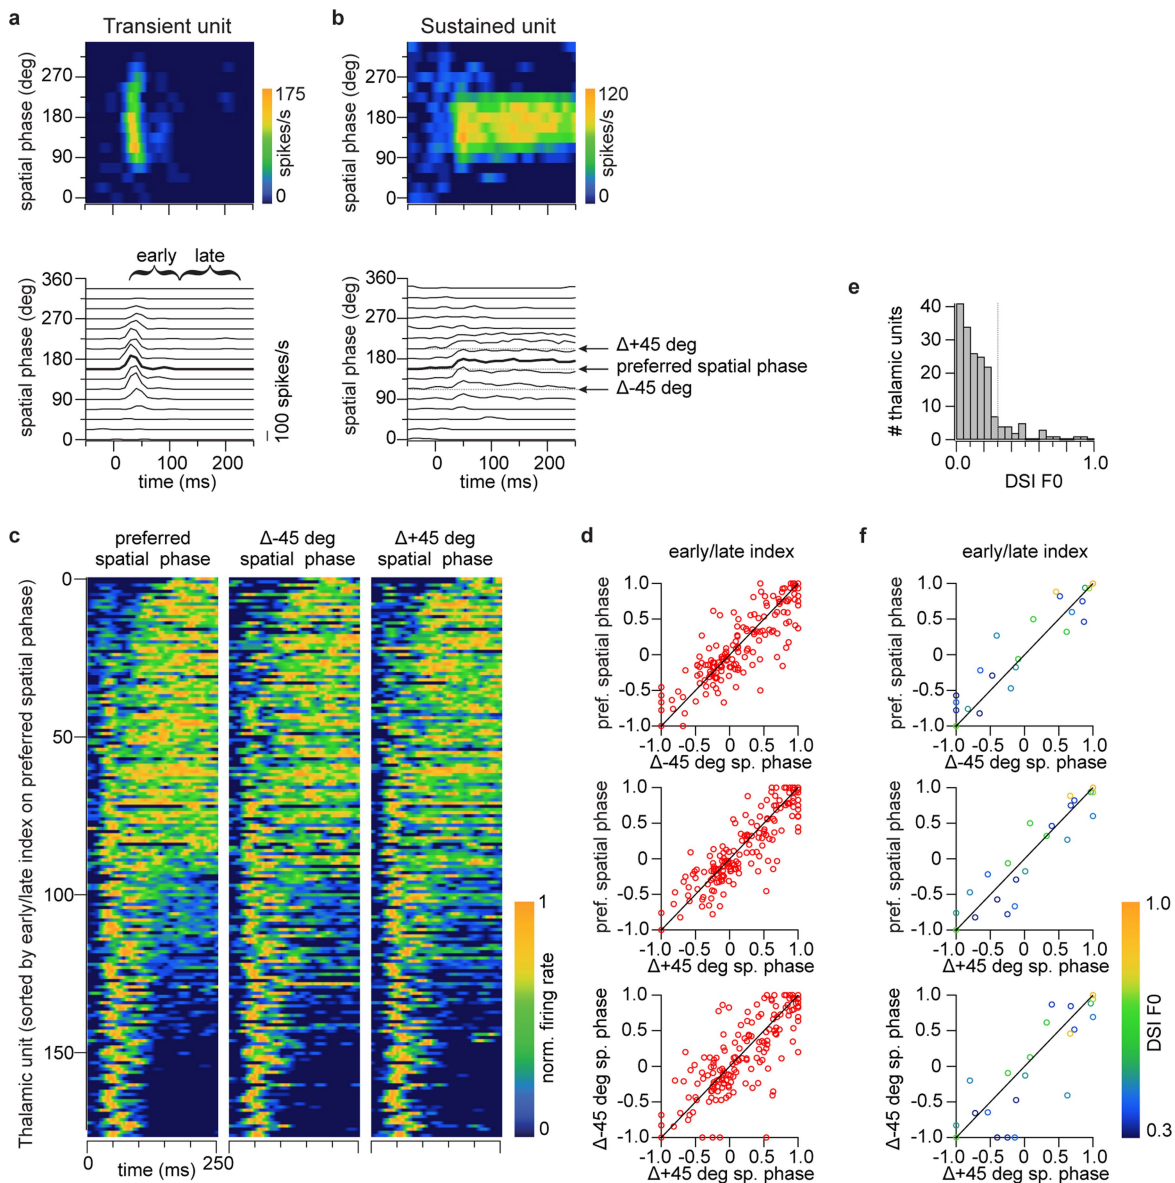 a
Transient unit
spatial phase (deg)
270
180
90
0
175
spikes/s
0
b
Sustained unit
spatial phase (deg)
270
180
90
0
120
spikes/s
0
early late
spatial phase (deg)
360
270
180
90
0
0 100 200
time (ms)
100 spikes/s
spatial phase (deg)
360
270
180
90
0
0 100 200
time (ms)
Δ+45 deg
preferred spatial phase
Δ-45 deg
e
# thalamic units
40
30
20
10
0
0.0 1.0
DSI F0
c
preferred
spatial phase
Δ-45 deg
spatial phase
Δ+45 deg
spatial phase
Thalamic unit (sorted by early/late index on preferred spatial pahase)
0
50
100
150
0 250
time (ms)
1
norm. firing rate
0
d
early/late index
pref. spatial phase
1.0
0.5
0
-0.5
-1.0
-1.0 -0.5 0 0.5 1.0
Δ-45 deg sp. phase
pref. spatial phase
1.0
0.5
0
-0.5
-1.0
-1.0 -0.5 0 0.5 1.0
Δ+45 deg sp. phase
Δ-45 deg sp. phase
1.0
0.5
0
-0.5
-1.0
-1.0 -0.5 0 0.5 1.0
Δ+45 deg sp. phase
f
early/late index
pref. spatial phase
1.0
0.5
0
-0.5
-1.0
-1.0 -0.5 0 0.5 1.0
Δ-45 deg sp. phase
pref. spatial phase
1.0
0.5
0
-0.5
-1.0
-1.0 -0.5 0 0.5 1.0
Δ+45 deg sp. phase
Δ-45 deg sp. phase
1.0
0.5
0
-0.5
-1.0
-1.0 -0.5 0 0.5 1.0
Δ+45 deg sp. phase
1.0
DSI F0
0.3